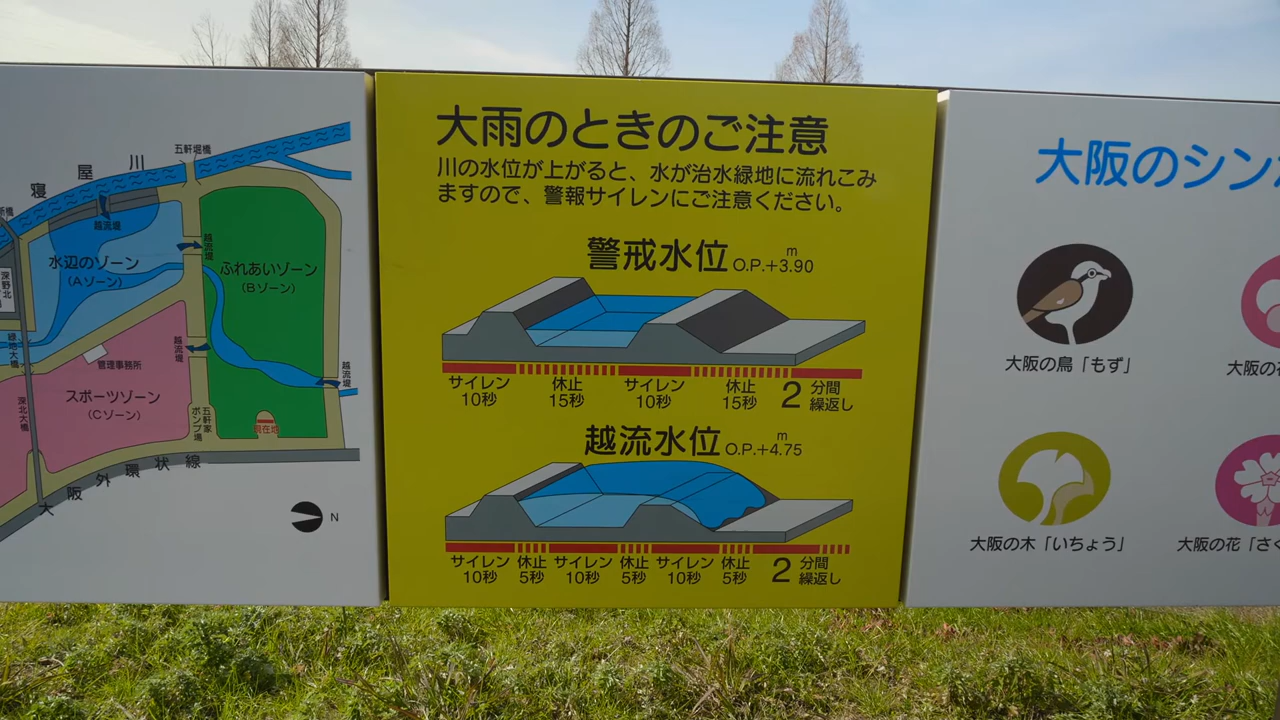 寝屋川
五軒堀橋
越流堤
水辺のゾーン
(Aゾーン)
越流堤
ふれあいゾーン
(Bゾーン)
深野北
緑地大橋
管理事務所
越流堤
越流堤
スポーツゾーン
(Cゾーン)
深北大橋
五軒家
ポンプ場
現在地
大阪外環状線
N
大雨のときのご注意
川の水位が上がると、水が治水緑地に流れこみ
ますので、警報サイレンにご注意ください。
警戒水位 O.P.+3.90m
サイレン 休止 サイレン 休止 2 分間
10秒 15秒 10秒 15秒 繰返し
越流水位 O.P.+4.75m
サイレン 休止 サイレン 休止 サイレン 休止 2 分間
10秒 5秒 10秒 5秒 10秒 5秒 繰返し
大阪のシン
大阪の鳥「もず」
大阪の
大阪の木「いちょう」
大阪の花「さく